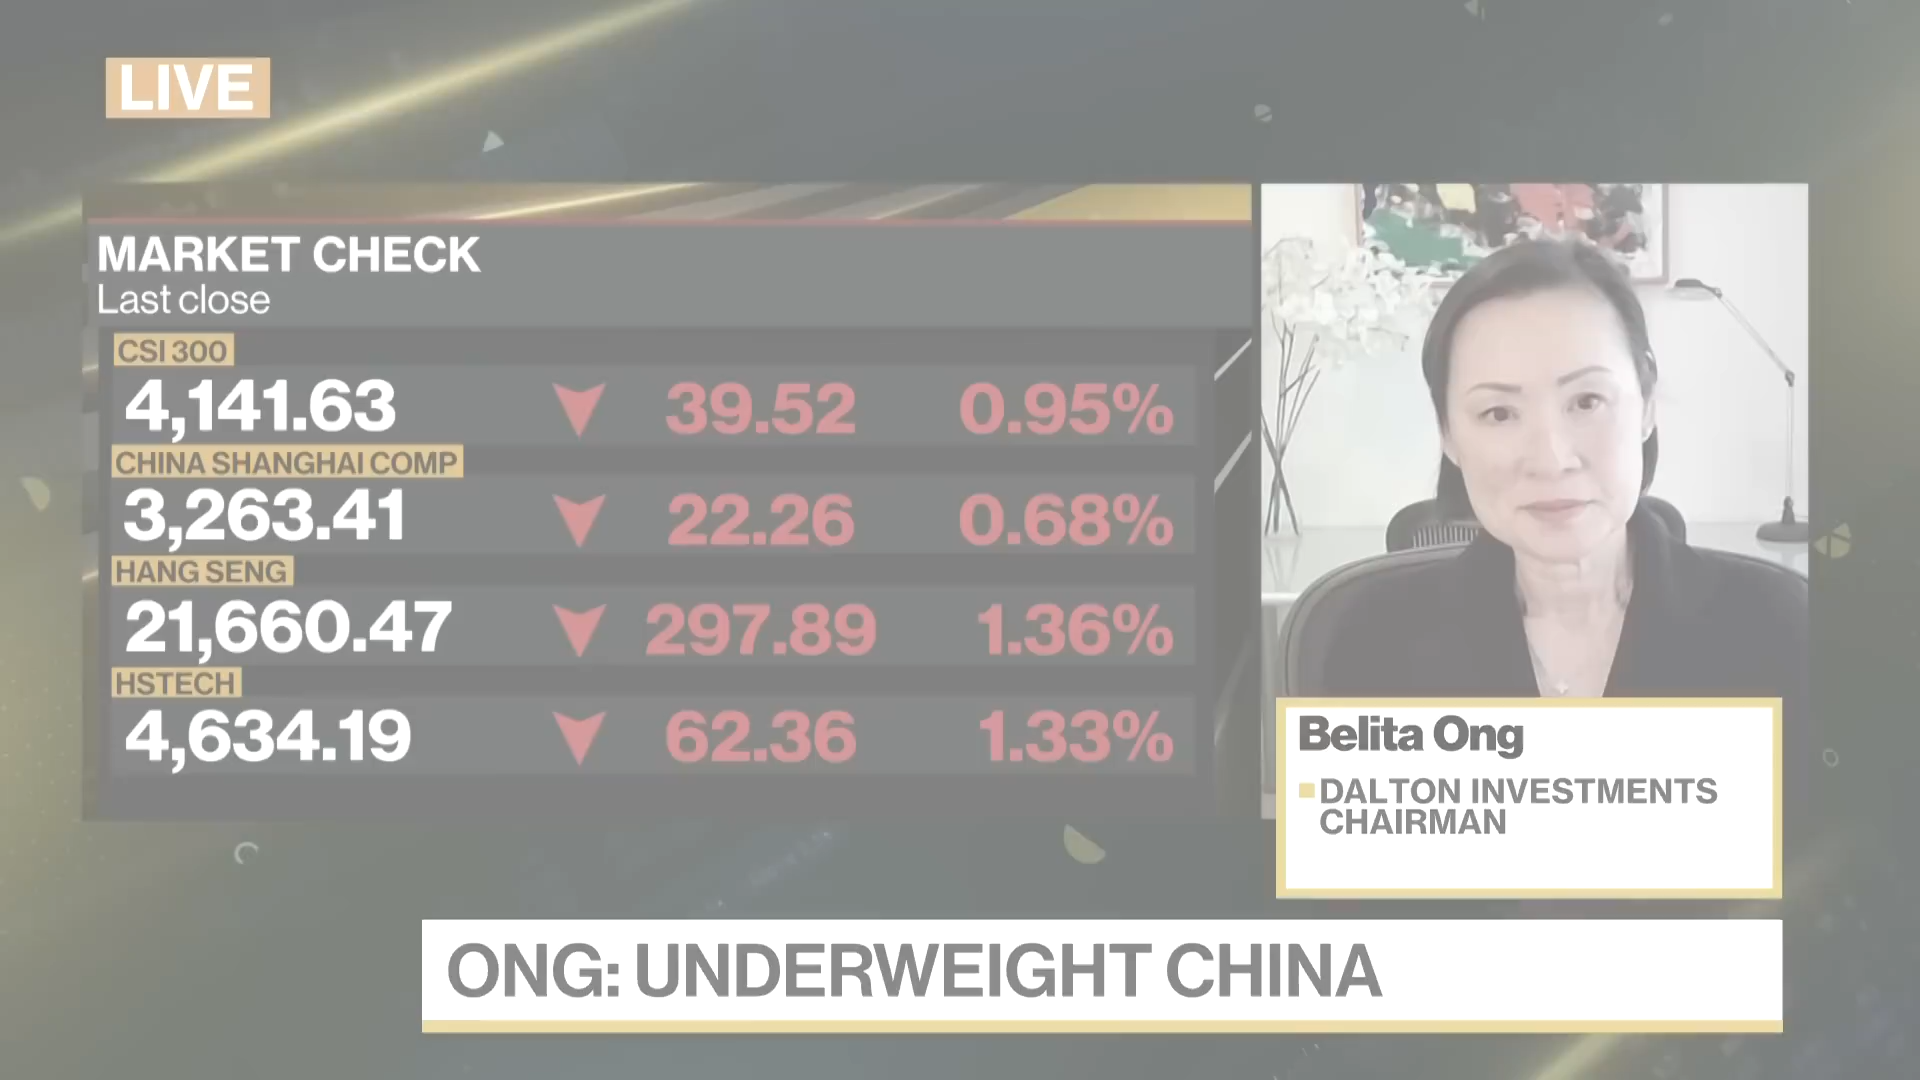 LIVE
MARKET CHECK
Last close
CSI 300
4,141.63 39.52 0.95%
CHINA SHANGHAI COMP
3,263.41 22.26 0.68%
HANG SENG
21,660.47 297.89 1.36%
HSTECH
4,634.19 62.36 1.33%
Belita Ong
DALTON INVESTMENTS
CHAIRMAN
ONG: UNDERWEIGHT CHINA